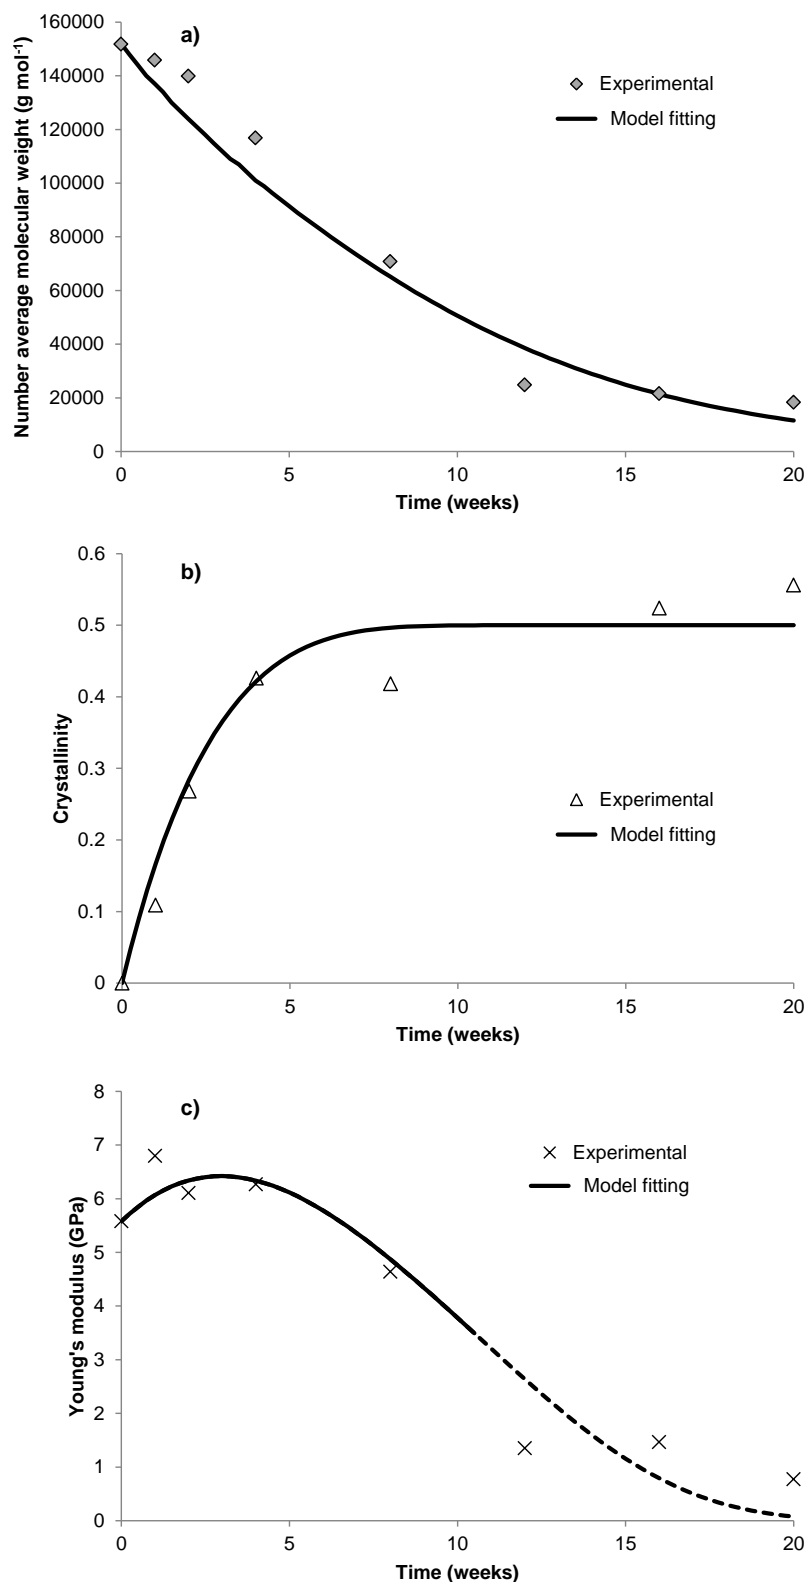 a)
Number average molecular weight (g mol⁻¹)
160000
140000
120000
100000
80000
60000
40000
20000
0
Experimental
Model fitting
0 5 10 15 20
Time (weeks)
b)
Crystallinity
0.6
0.5
0.4
0.3
0.2
0.1
0
Experimental
Model fitting
0 5 10 15 20
Time (weeks)
c)
Young's modulus (GPa)
8
7
6
5
4
3
2
1
0
Experimental
Model fitting
0 5 10 15 20
Time (weeks)